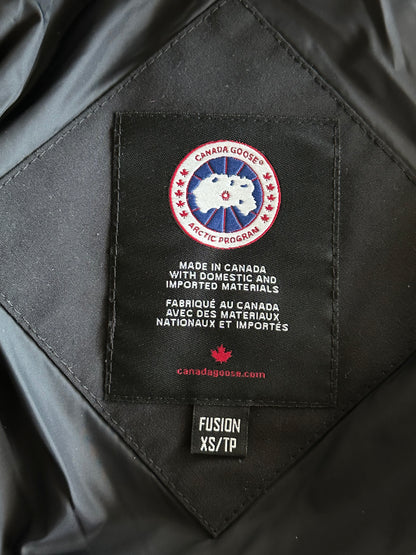 CANADA GOOSE®
ARCTIC PROGRAM
MADE IN CANADA
WITH DOMESTIC AND
IMPORTED MATERIALS
FABRIQUÉ AU CANADA
AVEC DES MATERIAUX
NATIONAUX ET IMPORTÉS
canadagoose.com
FUSION
XS/TP